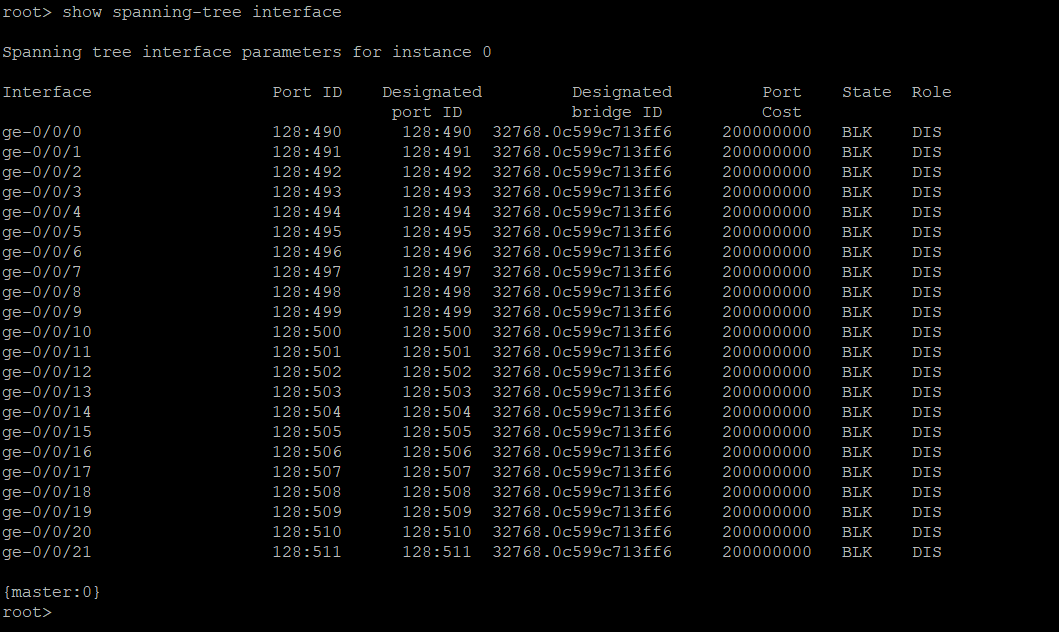 root> show spanning-tree interface
Spanning tree interface parameters for instance 0
Interface                  Port ID    Designated         Designated         Port    State  Role
                                       port ID           bridge ID          Cost
ge-0/0/0                   128:490      128:490  32768.0c599c713ff6     200000000   BLK    DIS
ge-0/0/1                   128:491      128:491  32768.0c599c713ff6     200000000   BLK    DIS
ge-0/0/2                   128:492      128:492  32768.0c599c713ff6     200000000   BLK    DIS
ge-0/0/3                   128:493      128:493  32768.0c599c713ff6     200000000   BLK    DIS
ge-0/0/4                   128:494      128:494  32768.0c599c713ff6     200000000   BLK    DIS
ge-0/0/5                   128:495      128:495  32768.0c599c713ff6     200000000   BLK    DIS
ge-0/0/6                   128:496      128:496  32768.0c599c713ff6     200000000   BLK    DIS
ge-0/0/7                   128:497      128:497  32768.0c599c713ff6     200000000   BLK    DIS
ge-0/0/8                   128:498      128:498  32768.0c599c713ff6     200000000   BLK    DIS
ge-0/0/9                   128:499      128:499  32768.0c599c713ff6     200000000   BLK    DIS
ge-0/0/10                  128:500      128:500  32768.0c599c713ff6     200000000   BLK    DIS
ge-0/0/11                  128:501      128:501  32768.0c599c713ff6     200000000   BLK    DIS
ge-0/0/12                  128:502      128:502  32768.0c599c713ff6     200000000   BLK    DIS
ge-0/0/13                  128:503      128:503  32768.0c599c713ff6     200000000   BLK    DIS
ge-0/0/14                  128:504      128:504  32768.0c599c713ff6     200000000   BLK    DIS
ge-0/0/15                  128:505      128:505  32768.0c599c713ff6     200000000   BLK    DIS
ge-0/0/16                  128:506      128:506  32768.0c599c713ff6     200000000   BLK    DIS
ge-0/0/17                  128:507      128:507  32768.0c599c713ff6     200000000   BLK    DIS
ge-0/0/18                  128:508      128:508  32768.0c599c713ff6     200000000   BLK    DIS
ge-0/0/19                  128:509      128:509  32768.0c599c713ff6     200000000   BLK    DIS
ge-0/0/20                  128:510      128:510  32768.0c599c713ff6     200000000   BLK    DIS
ge-0/0/21                  128:511      128:511  32768.0c599c713ff6     200000000   BLK    DIS
{master:0}
root>